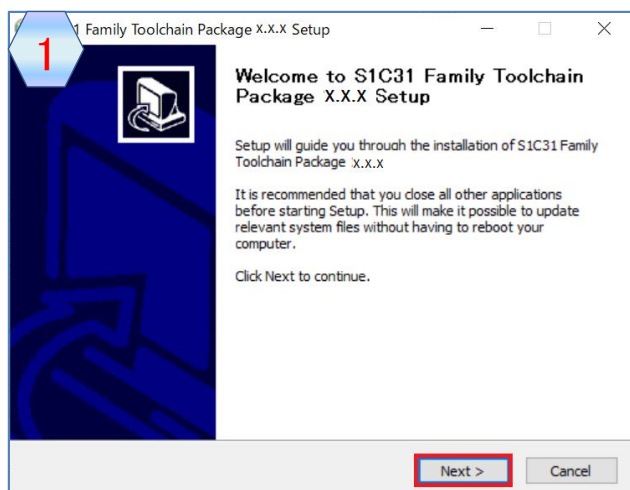 1
1 Family Toolchain Package X.X.X Setup
Welcome to S1C31 Family Toolchain
Package X.X.X Setup
Setup will guide you through the installation of S1C31 Family
Toolchain Package x.x.x
It is recommended that you close all other applications
before starting Setup. This will make it possible to update
relevant system files without having to reboot your
computer.
Click Next to continue.
Next >
Cancel